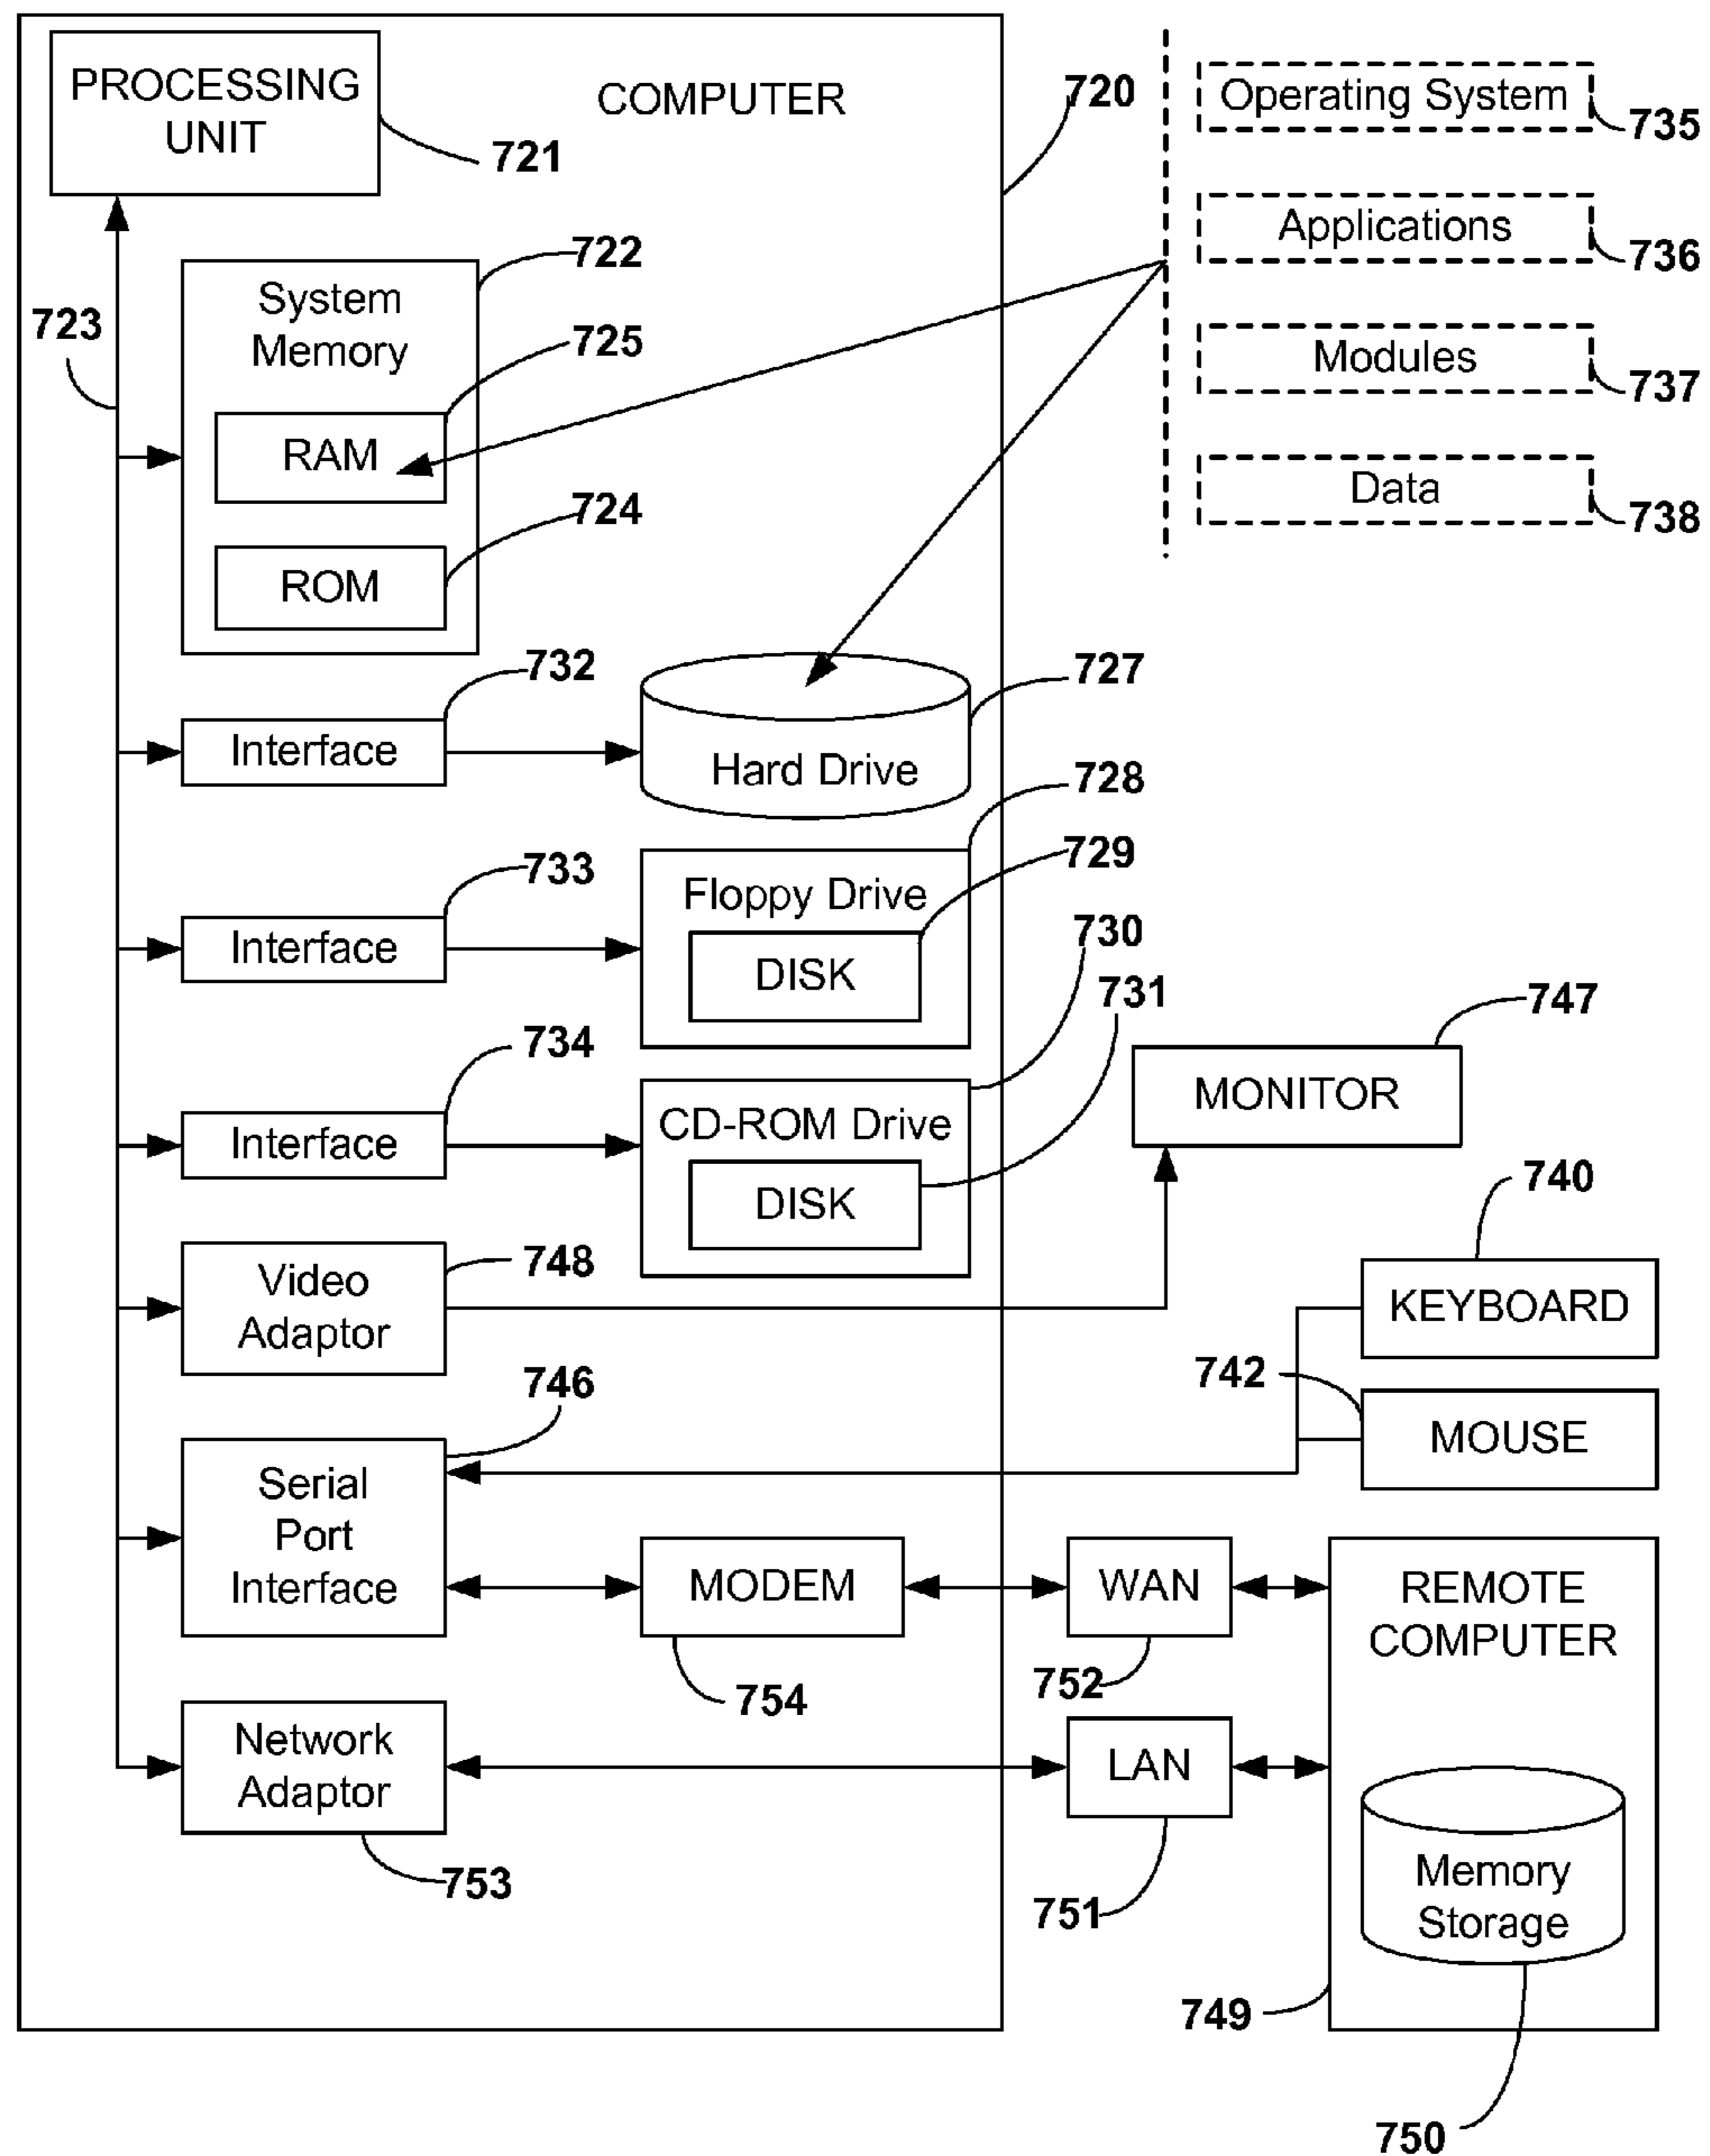 PROCESSING
UNIT
721
COMPUTER
720
Operating System
735
Applications
736
Modules
737
Data
738
723
722
System
Memory
725
RAM
724
ROM
732
Interface
727
Hard Drive
728
733
Interface
729
Floppy Drive
DISK
730
731
734
Interface
CD-ROM Drive
DISK
747
MONITOR
740
KEYBOARD
742
MOUSE
748
Video
Adaptor
746
Serial
Port
Interface
MODEM
754
WAN
752
REMOTE
COMPUTER
Network
Adaptor
753
LAN
751
Memory
Storage
749
750